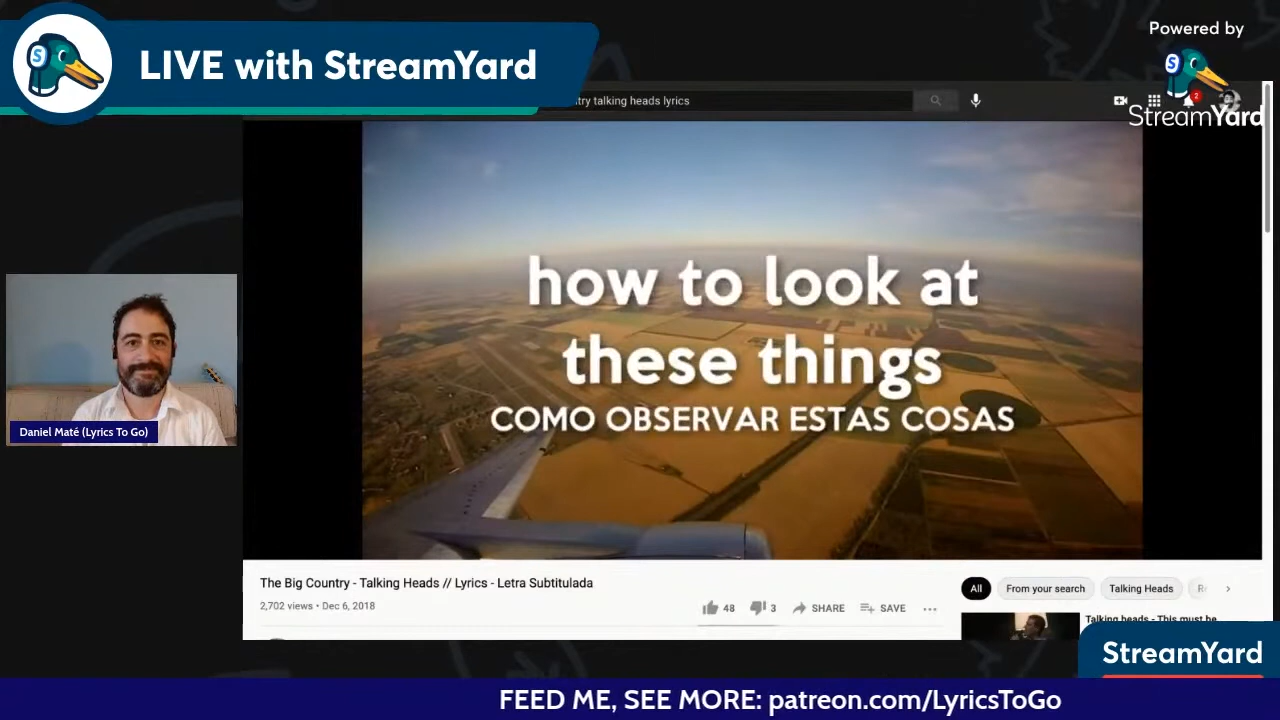 LIVE with StreamYard
Powered by
StreamYard
talking heads lyrics
2
how to look at
these things
COMO OBSERVAR ESTAS COSAS
Daniel Maté (Lyrics To Go)
The Big Country - Talking Heads // Lyrics - Letra Subtitulada
2,702 views • Dec 6, 2018
48
3
SHARE
SAVE
All
From your search
Talking Heads
Talking heads - This must be
StreamYard
FEED ME, SEE MORE: patreon.com/LyricsToGo